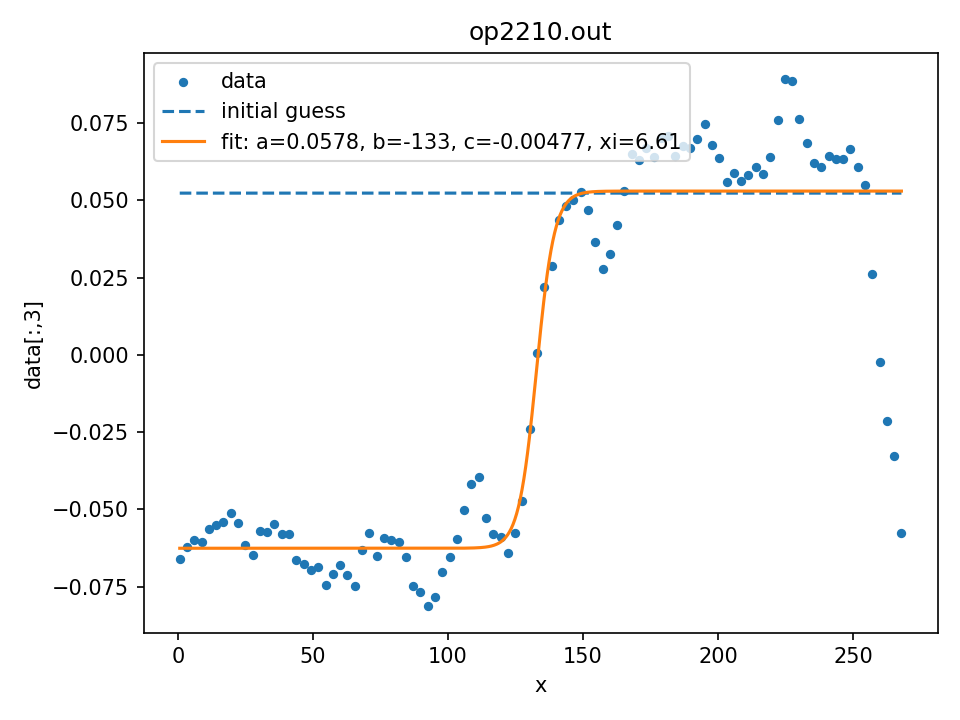 op2210.out
data
initial guess
fit: a=0.0578, b=-133, c=-0.00477, xi=6.61
0.075
0.050
0.025
0.000
−0.025
−0.050
−0.075
data[:,3]
0 50 100 150 200 250
x